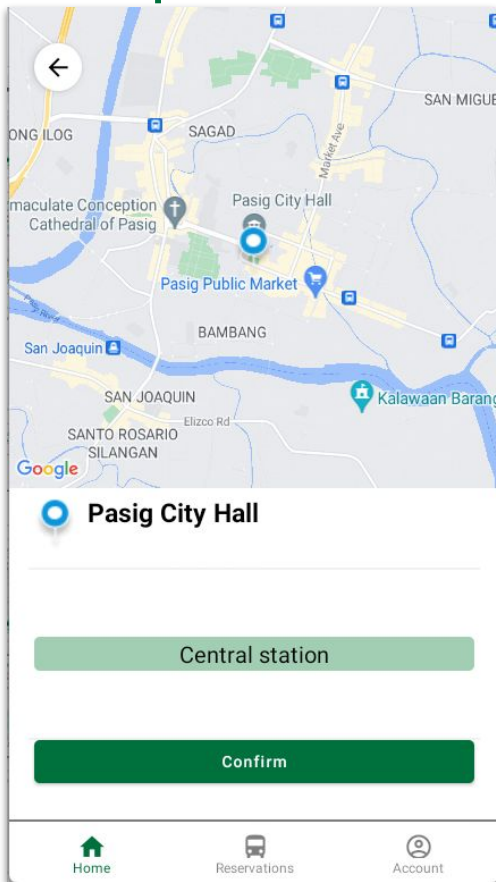 SAN MIGUE
ONG ILOG
SAGAD
Market Ave
maculate Conception
Cathedral of Pasig
Pasig City Hall
Pasig Public Market
BAMBANG
San Joaquin
SAN JOAQUIN
Kalawaan Barang
Elizco Rd
SANTO ROSARIO
SILANGAN
Google
Pasig City Hall
Central station
Confirm
Home
Reservations
Account